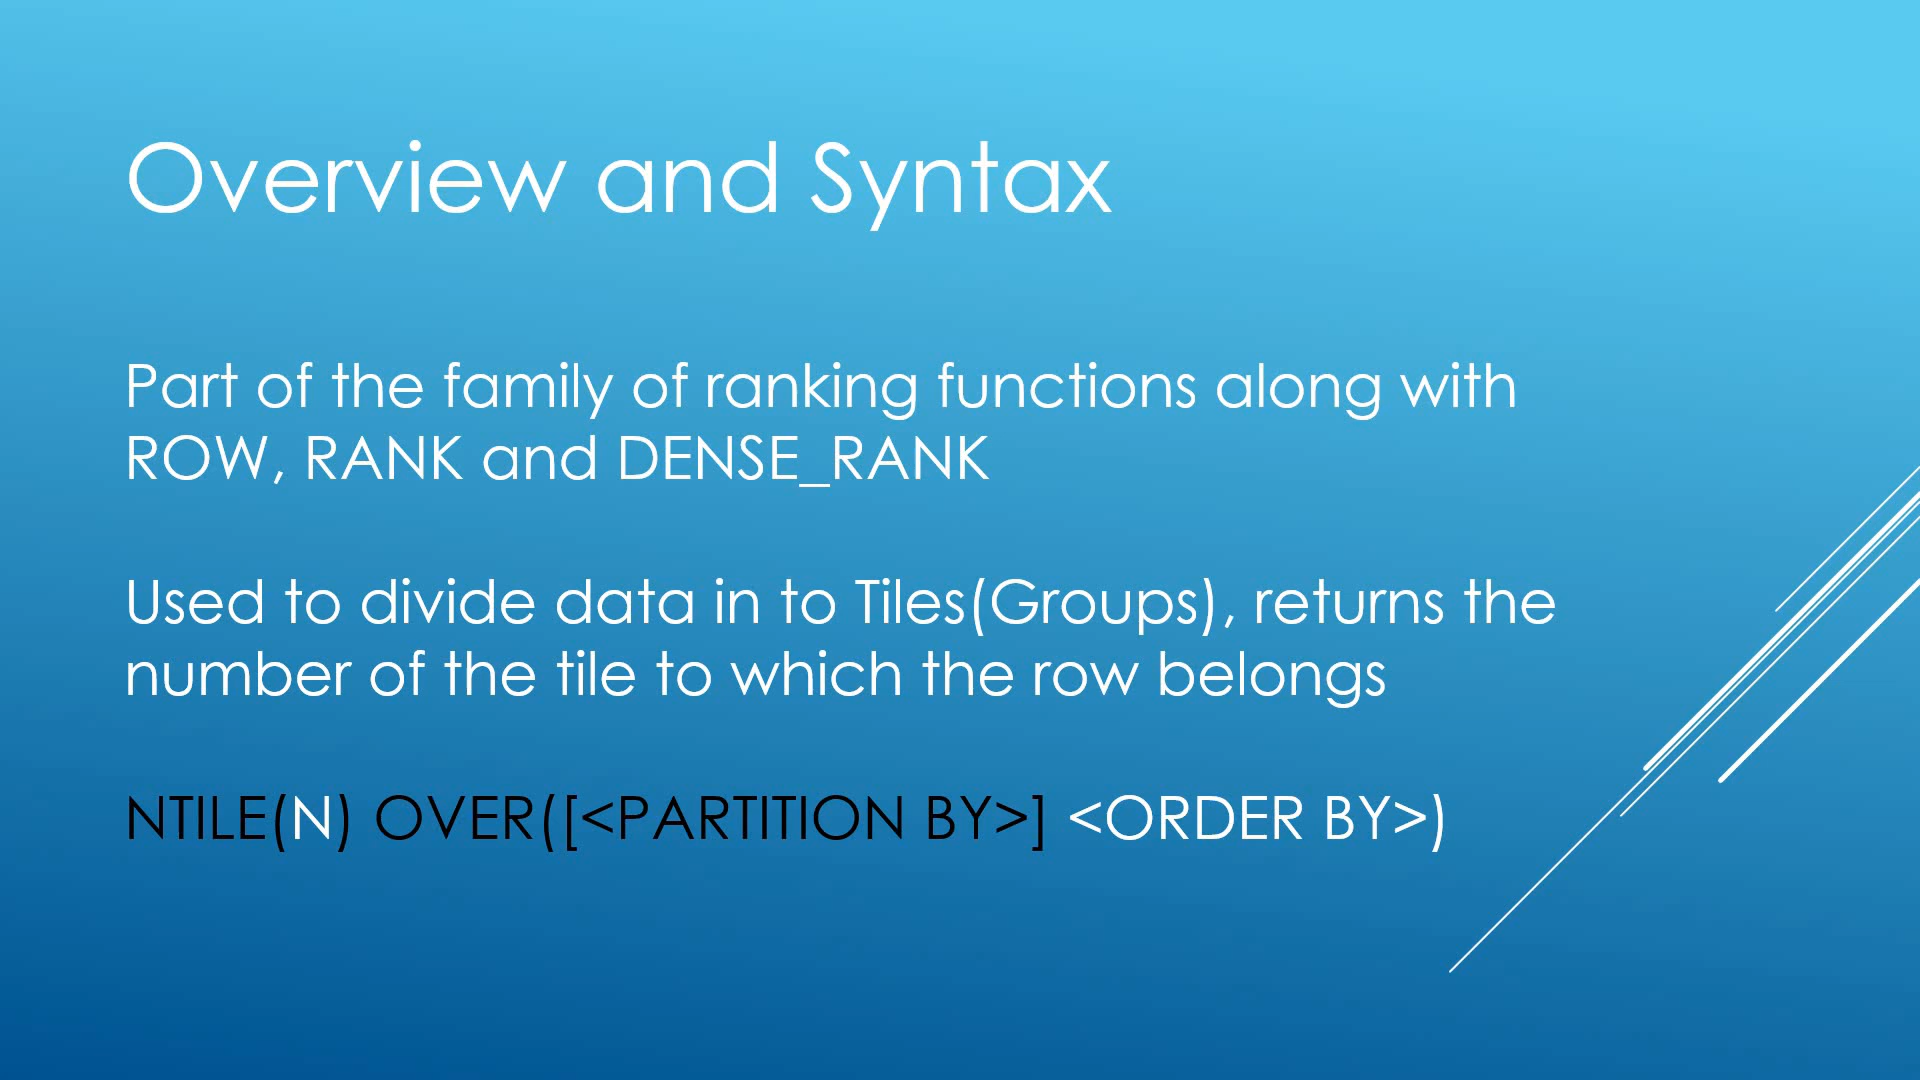 Overview and Syntax
Part of the family of ranking functions along with
ROW, RANK and DENSE_RANK
Used to divide data in to Tiles(Groups), returns the
number of the tile to which the row belongs
NTILE(N) OVER([<PARTITION BY>] <ORDER BY>)